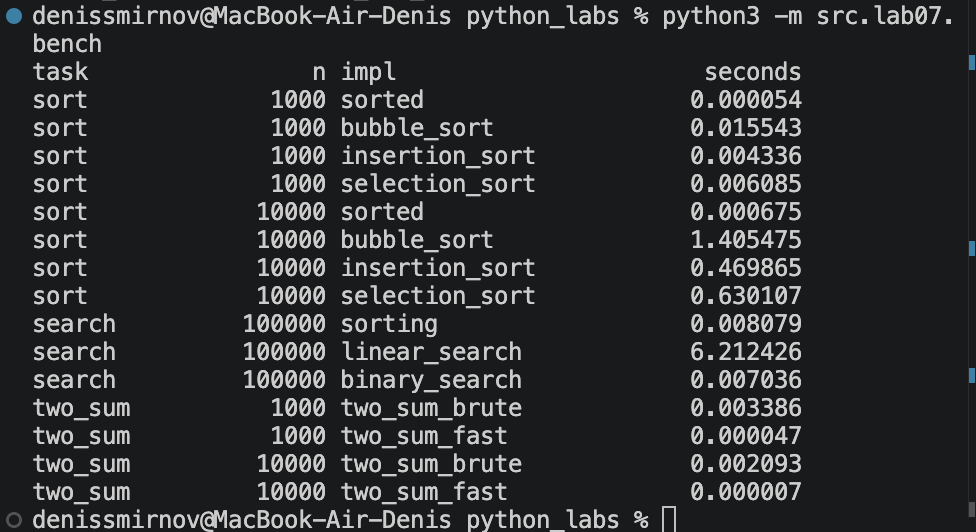 denissmirnov@MacBook-Air-Denis python_labs % python3 -m src.lab07.
bench
task                n impl                      seconds
sort             1000 sorted                   0.000054
sort             1000 bubble_sort              0.015543
sort             1000 insertion_sort           0.004336
sort             1000 selection_sort           0.006085
sort            10000 sorted                   0.000675
sort            10000 bubble_sort              1.405475
sort            10000 insertion_sort           0.469865
sort            10000 selection_sort           0.630107
search         100000 sorting                  0.008079
search         100000 linear_search            6.212426
search         100000 binary_search            0.007036
two_sum          1000 two_sum_brute            0.003386
two_sum          1000 two_sum_fast             0.000047
two_sum         10000 two_sum_brute            0.002093
two_sum         10000 two_sum_fast             0.000007
denissmirnov@MacBook-Air-Denis python_labs %